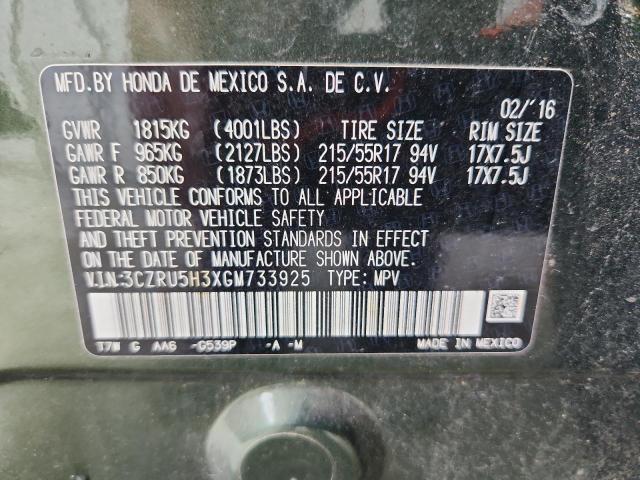 MFD.BY HONDA DE MEXICO S.A. DE C.V.
02/'16
GVWR 1815KG (4001LBS) TIRE SIZE RIM SIZE
GAWR F 965KG (2127LBS) 215/55R17 94V 17X7.5J
GAWR R 850KG (1873LBS) 215/55R17 94V 17X7.5J
THIS VEHICLE CONFORMS TO ALL APPLICABLE
FEDERAL MOTOR VEHICLE SAFETY
AND THEFT PREVENTION STANDARDS IN EFFECT
ON THE DATE OF MANUFACTURE SHOWN ABOVE.
V.I.N:3CZRU5H3XGM733925 TYPE: MPV
T7W G AA6 -G539P -A -M MADE IN MEXICO